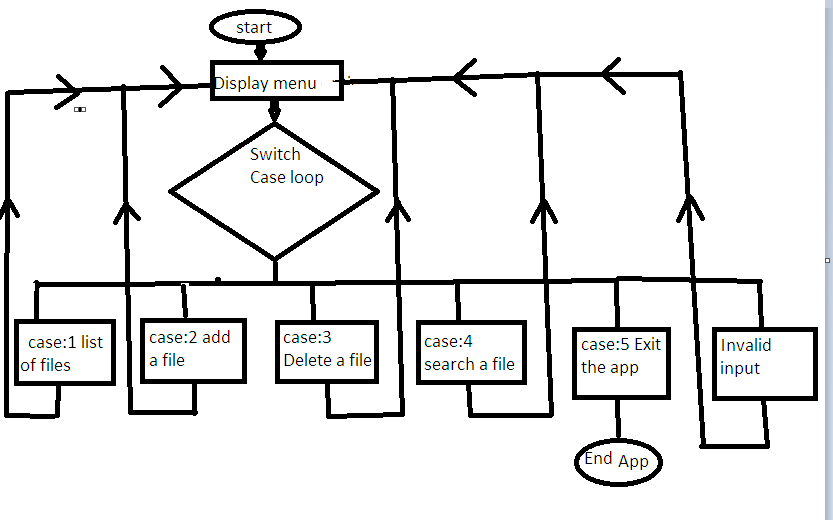 start
Display menu
Switch
Case loop
case:1 list
of files
case:2 add
a file
case:3
Delete a file
case:4
search a file
case:5 Exit
the app
Invalid
input
End App